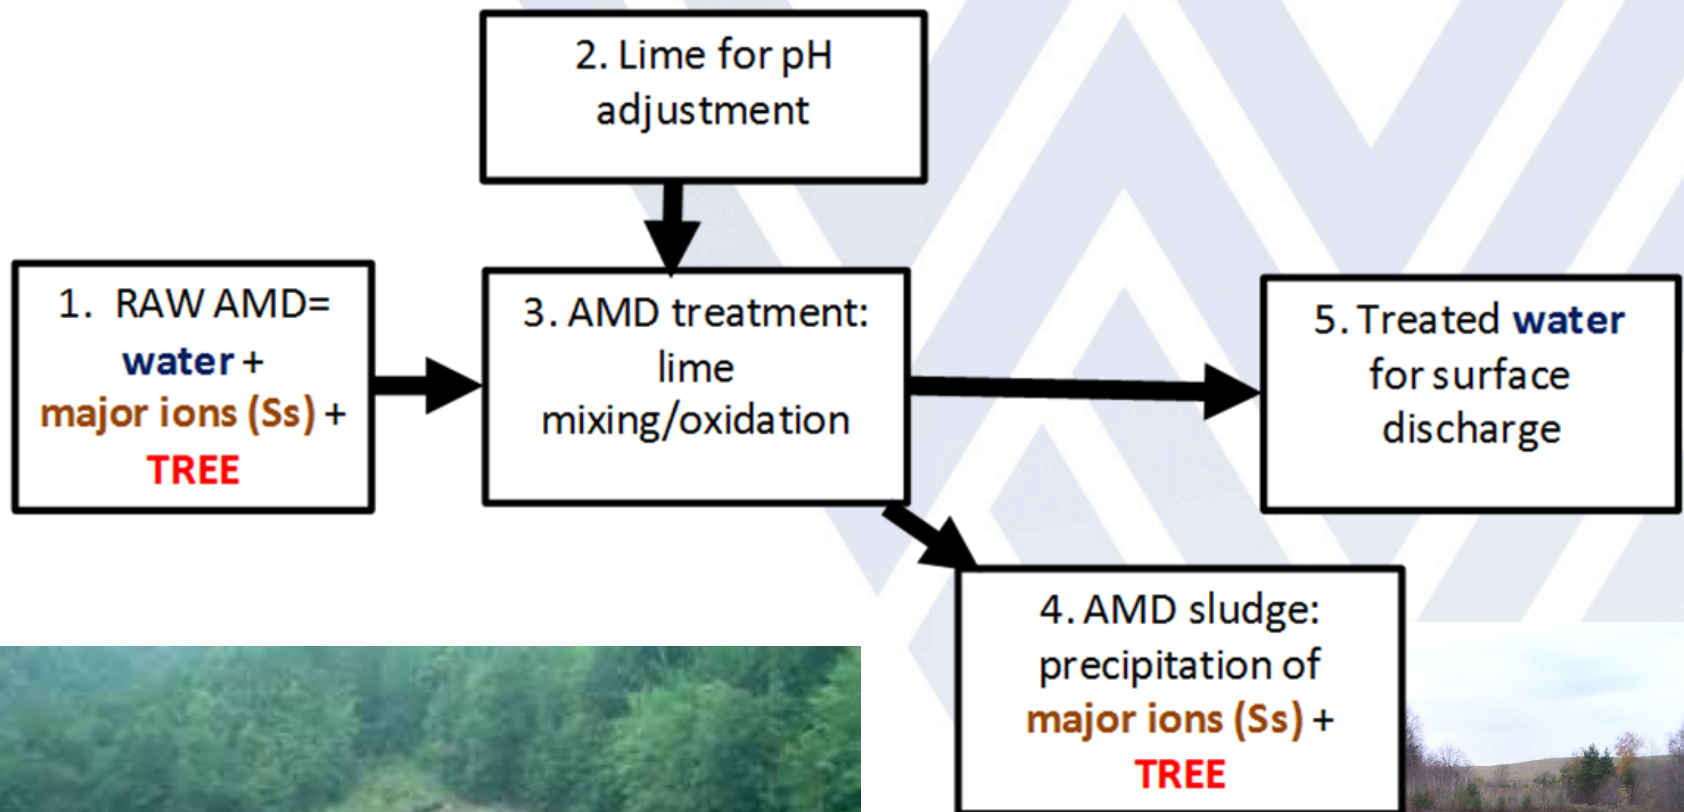 2. Lime for pH
adjustment
1. RAW AMD=
water +
major ions (Ss) +
TREE
3. AMD treatment:
lime
mixing/oxidation
5. Treated water
for surface
discharge
4. AMD sludge:
precipitation of
major ions (Ss) +
TREE